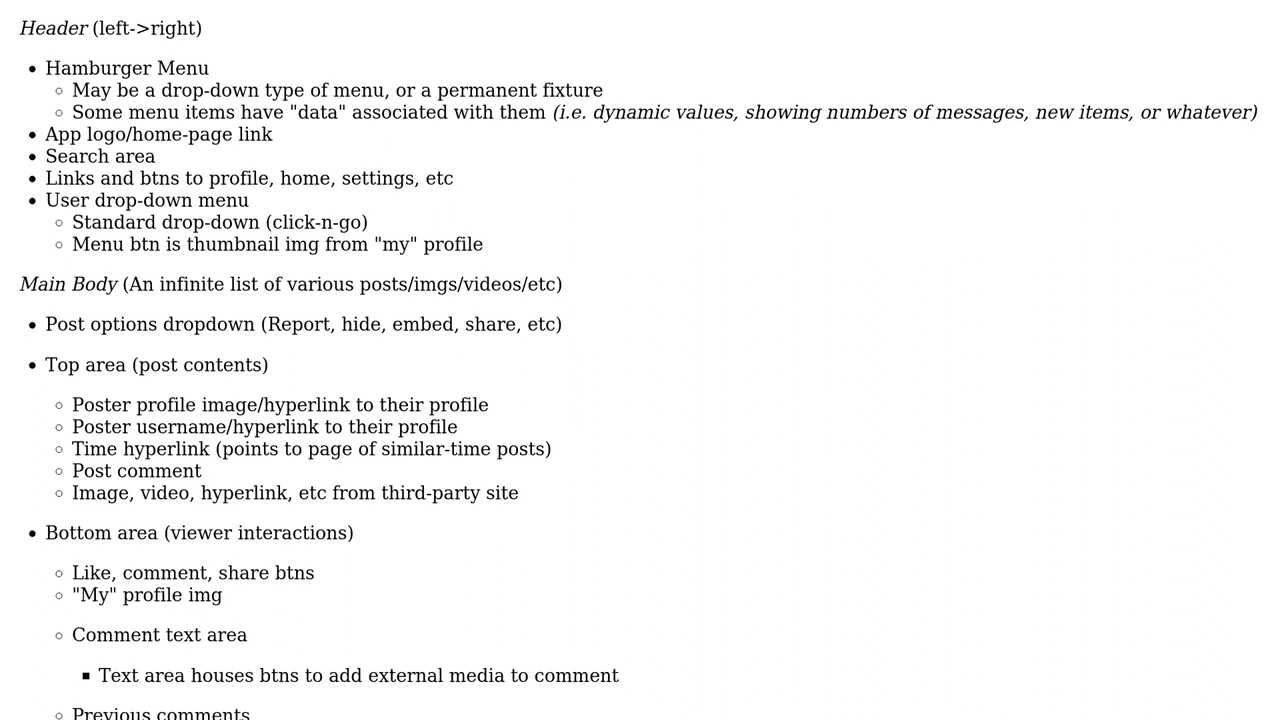 Header (left->right)
Hamburger Menu
May be a drop-down type of menu, or a permanent fixture
Some menu items have "data" associated with them (i.e. dynamic values, showing numbers of messages, new items, or whatever)
App logo/home-page link
Search area
Links and btns to profile, home, settings, etc
User drop-down menu
Standard drop-down (click-n-go)
Menu btn is thumbnail img from "my" profile
Main Body (An infinite list of various posts/imgs/videos/etc)
Post options dropdown (Report, hide, embed, share, etc)
Top area (post contents)
Poster profile image/hyperlink to their profile
Poster username/hyperlink to their profile
Time hyperlink (points to page of similar-time posts)
Post comment
Image, video, hyperlink, etc from third-party site
Bottom area (viewer interactions)
Like, comment, share btns
"My" profile img
Comment text area
Text area houses btns to add external media to comment
Previous comments